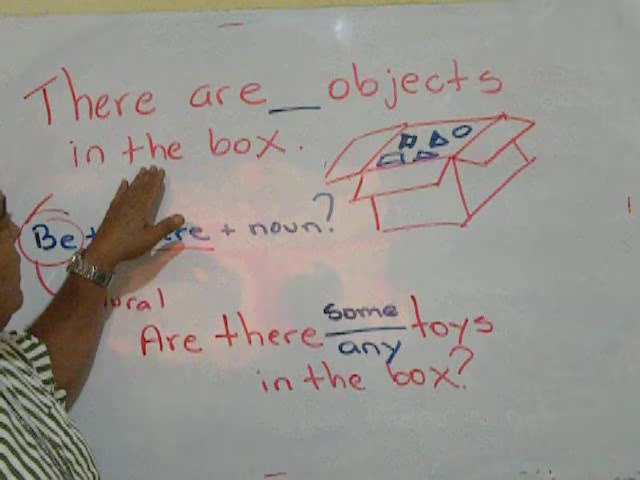 There are __ objects
in the box.
Be + + noun?
Are there some/any toys
in the box?